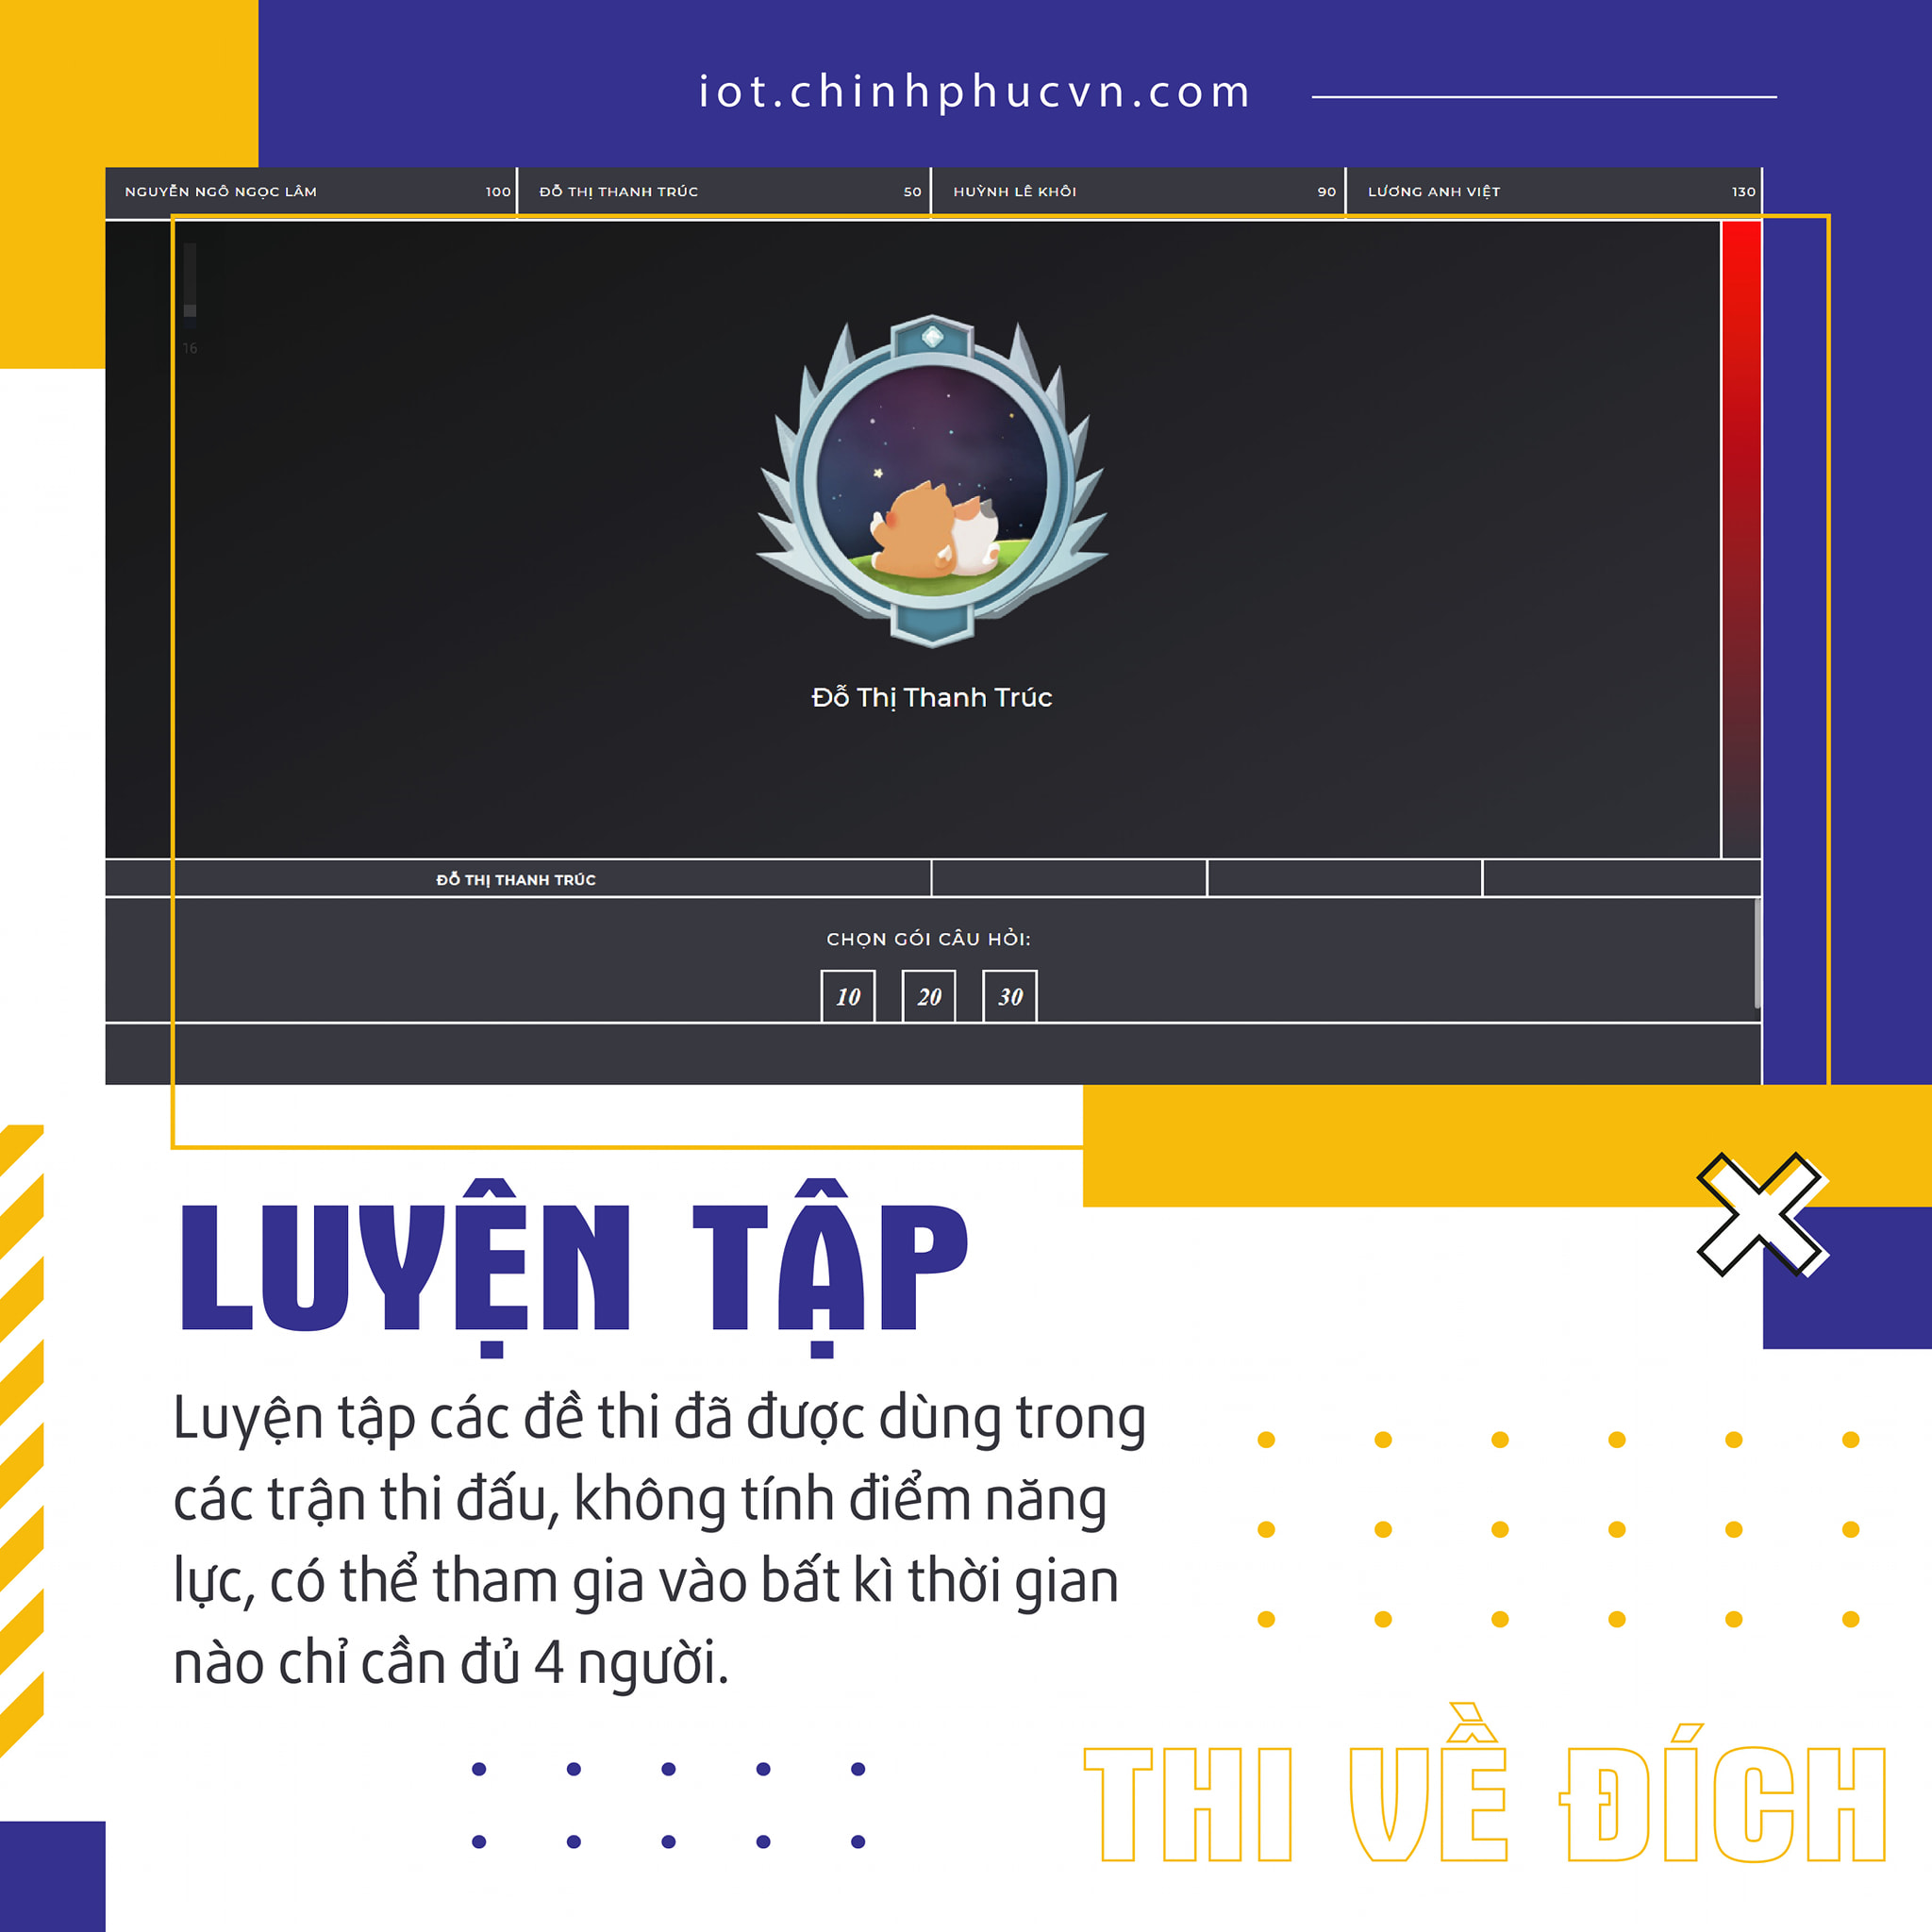 iot.chinhphucvn.com
NGUYỄN NGÔ NGỌC LÂM 100 ĐỖ THỊ THANH TRÚC 50 HUỲNH LÊ KHÔI 90 LƯƠNG ANH VIỆT 130
16
Đỗ Thị Thanh Trúc
ĐỖ THỊ THANH TRÚC
CHỌN GÓI CÂU HỎI:
10 20 30
LUYỆN TẬP
Luyện tập các đề thi đã được dùng trong
các trận thi đấu, không tính điểm năng
lực, có thể tham gia vào bất kì thời gian
nào chỉ cần đủ 4 người.
THI VỀ ĐÍCH